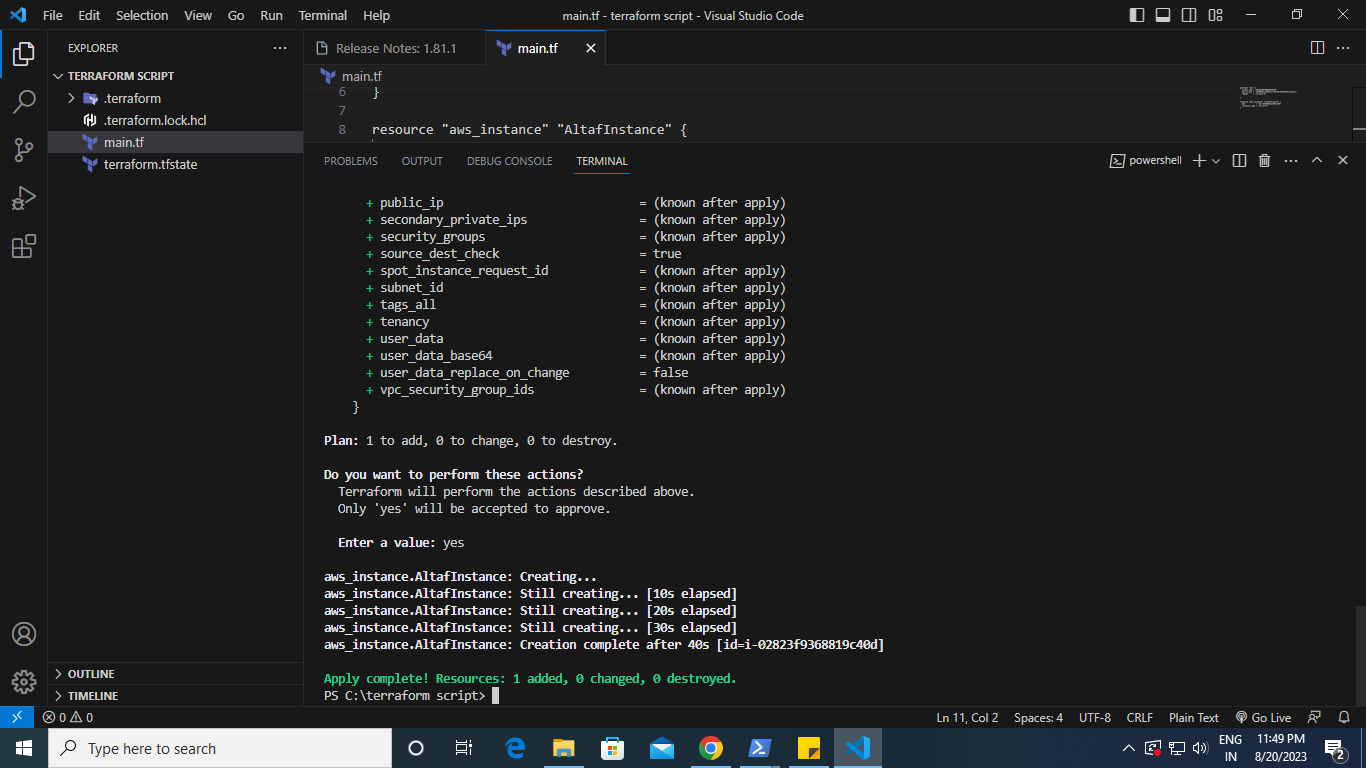 File Edit Selection View Go Run Terminal Help
main.tf - terraform script - Visual Studio Code
EXPLORER
TERRAFORM SCRIPT
.terraform
.terraform.lock.hcl
main.tf
terraform.tfstate
OUTLINE
TIMELINE
Release Notes: 1.81.1
main.tf
main.tf
6 }
7
8 resource "aws_instance" "AltafInstance" {
PROBLEMS OUTPUT DEBUG CONSOLE TERMINAL
powershell
+ public_ip = (known after apply)
+ secondary_private_ips = (known after apply)
+ security_groups = (known after apply)
+ source_dest_check = true
+ spot_instance_request_id = (known after apply)
+ subnet_id = (known after apply)
+ tags_all = (known after apply)
+ tenancy = (known after apply)
+ user_data = (known after apply)
+ user_data_base64 = (known after apply)
+ user_data_replace_on_change = false
+ vpc_security_group_ids = (known after apply)
}
Plan: 1 to add, 0 to change, 0 to destroy.
Do you want to perform these actions?
Terraform will perform the actions described above.
Only 'yes' will be accepted to approve.
Enter a value: yes
aws_instance.AltafInstance: Creating...
aws_instance.AltafInstance: Still creating... [10s elapsed]
aws_instance.AltafInstance: Still creating... [20s elapsed]
aws_instance.AltafInstance: Still creating... [30s elapsed]
aws_instance.AltafInstance: Creation complete after 40s [id=i-02823f9368819c40d]
Apply complete! Resources: 1 added, 0 changed, 0 destroyed.
PS C:\terraform script>
0 0
Ln 11, Col 2 Spaces: 4 UTF-8 CRLF Plain Text Go Live
Type here to search
ENG
IN
11:49 PM
8/20/2023
2